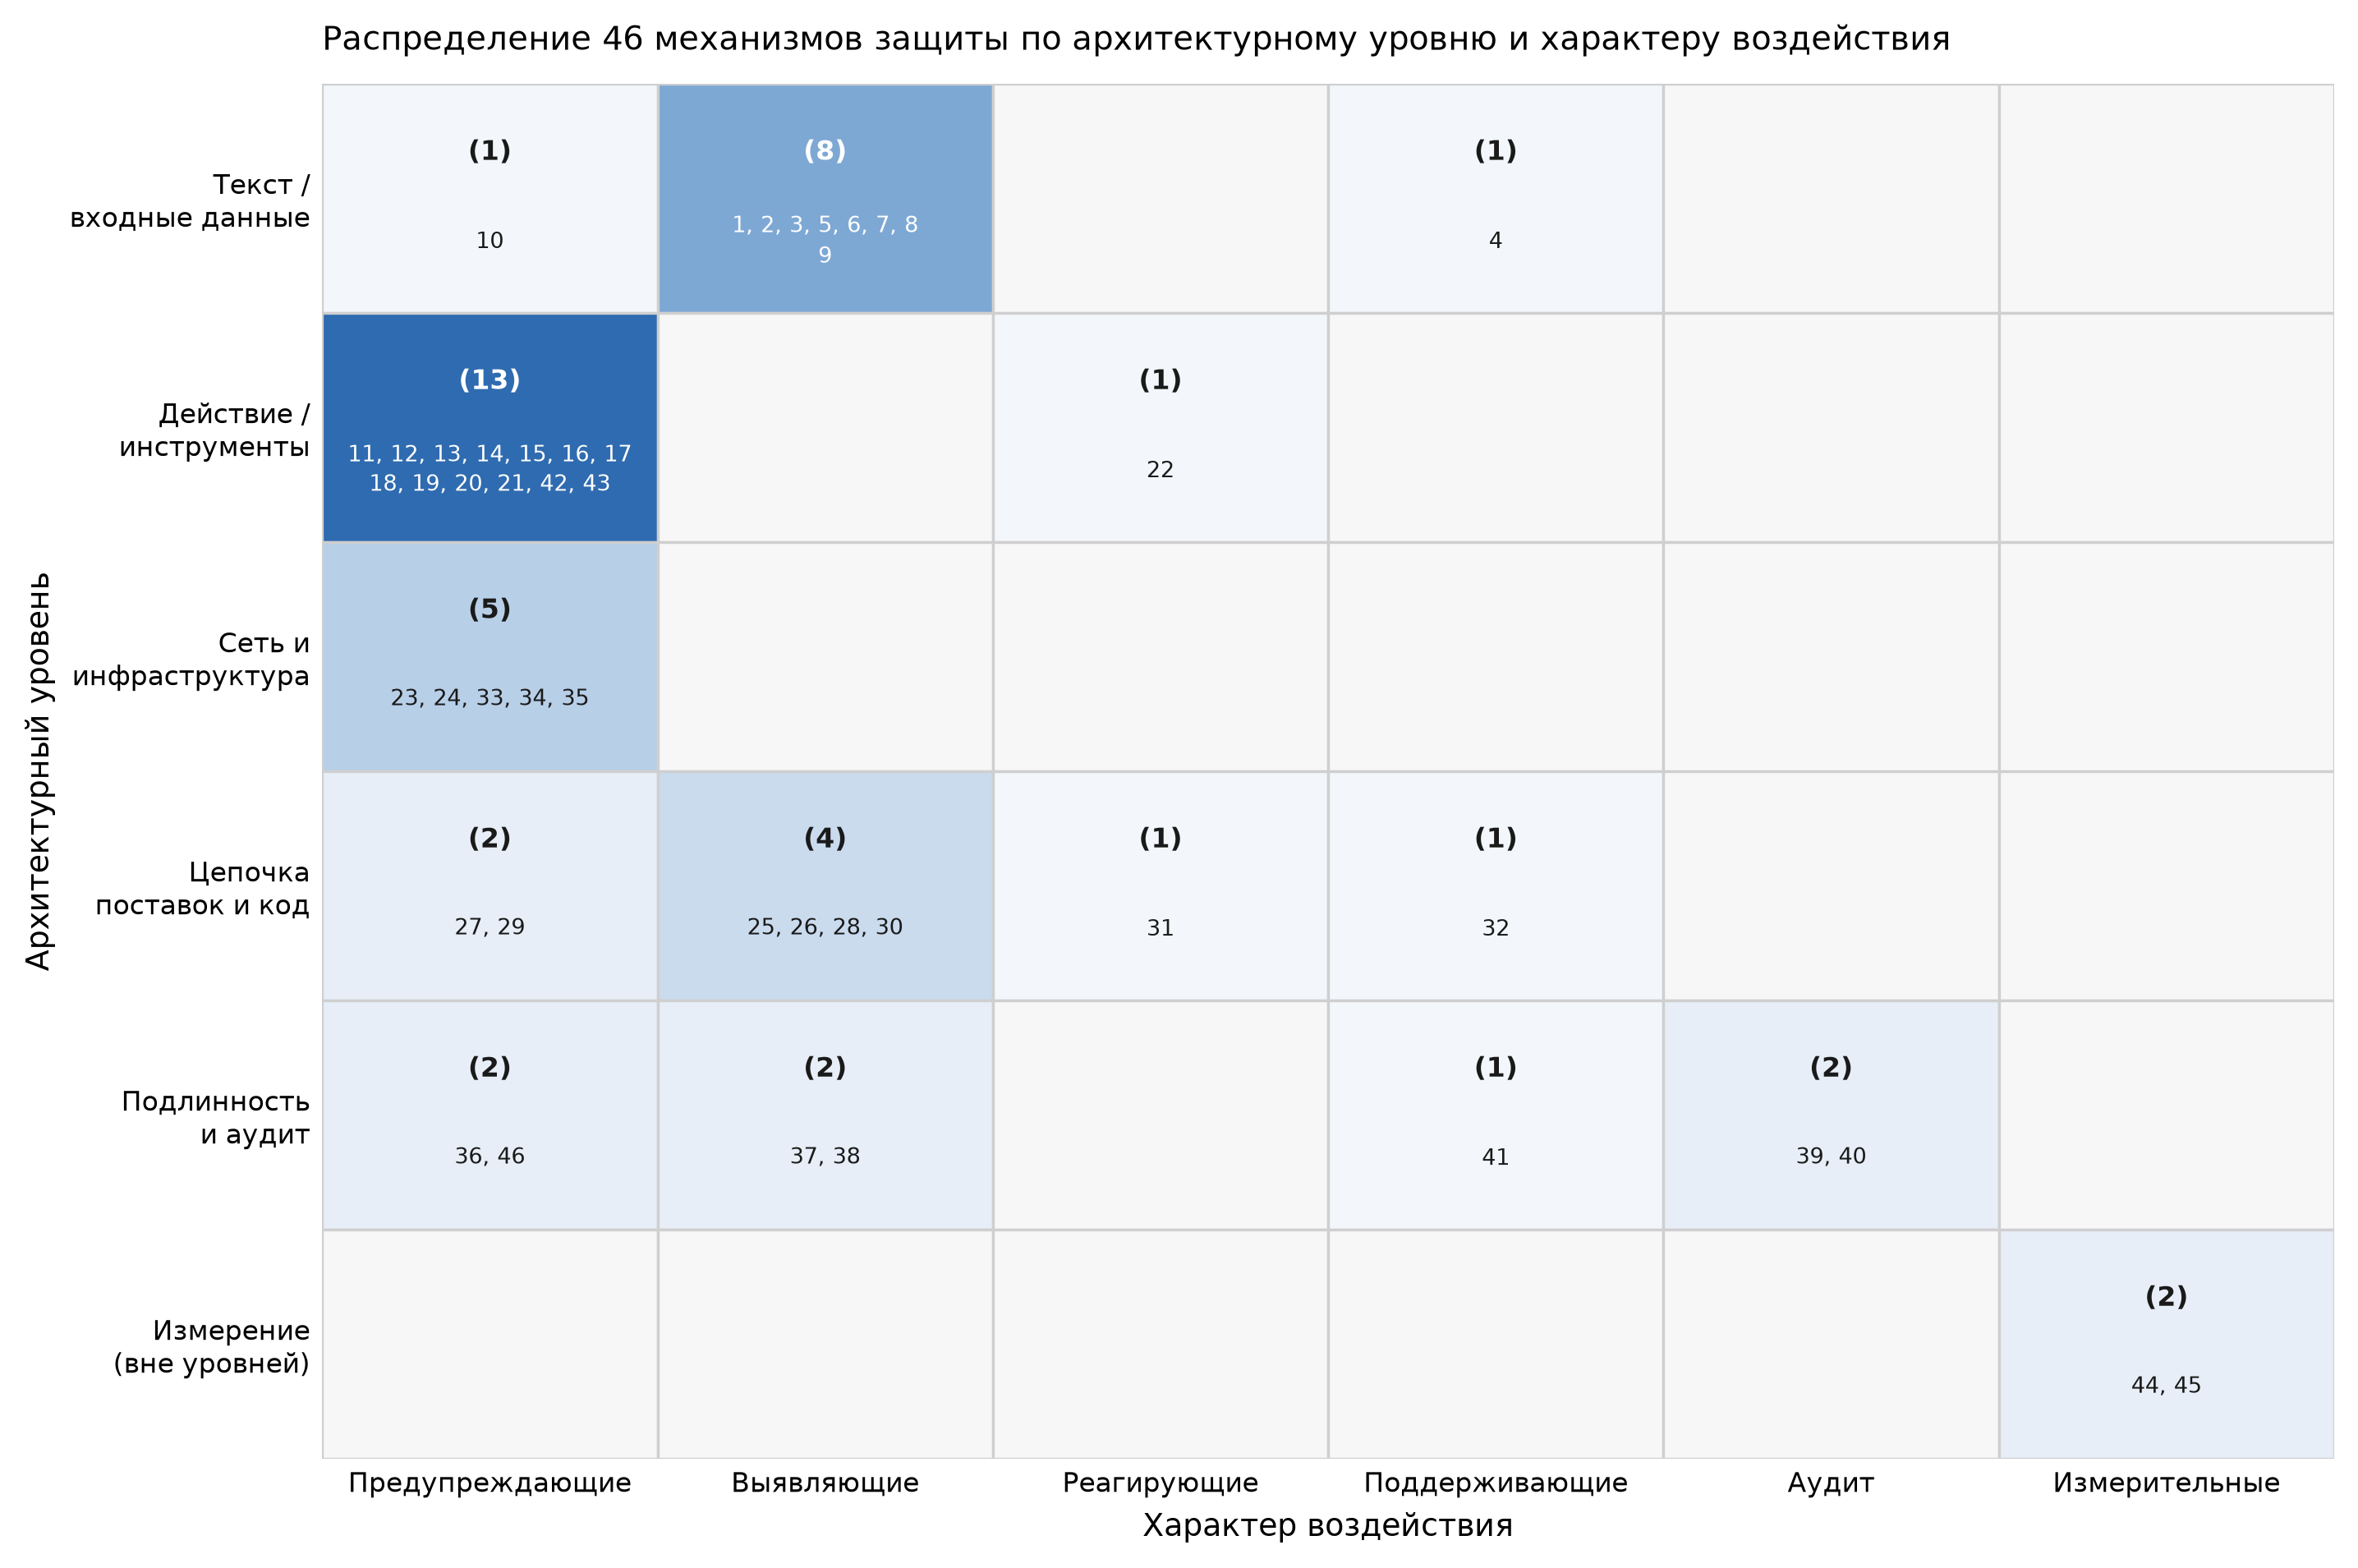 Распределение 46 механизмов защиты по архитектурному уровню и характеру воздействия
Архитектурный уровень
Текст /
входные данные
(1)
10
(8)
1, 2, 3, 5, 6, 7, 8
9
(1)
4
Действие /
инструменты
(13)
11, 12, 13, 14, 15, 16, 17
18, 19, 20, 21, 42, 43
(1)
22
Сеть и
инфраструктура
(5)
23, 24, 33, 34, 35
Цепочка
поставок и код
(2)
27, 29
(4)
25, 26, 28, 30
(1)
31
(1)
32
Подлинность
и аудит
(2)
36, 46
(2)
37, 38
(1)
41
(2)
39, 40
Измерение
(вне уровней)
(2)
44, 45
Предупреждающие
Выявляющие
Реагирующие
Поддерживающие
Аудит
Измерительные
Характер воздействия